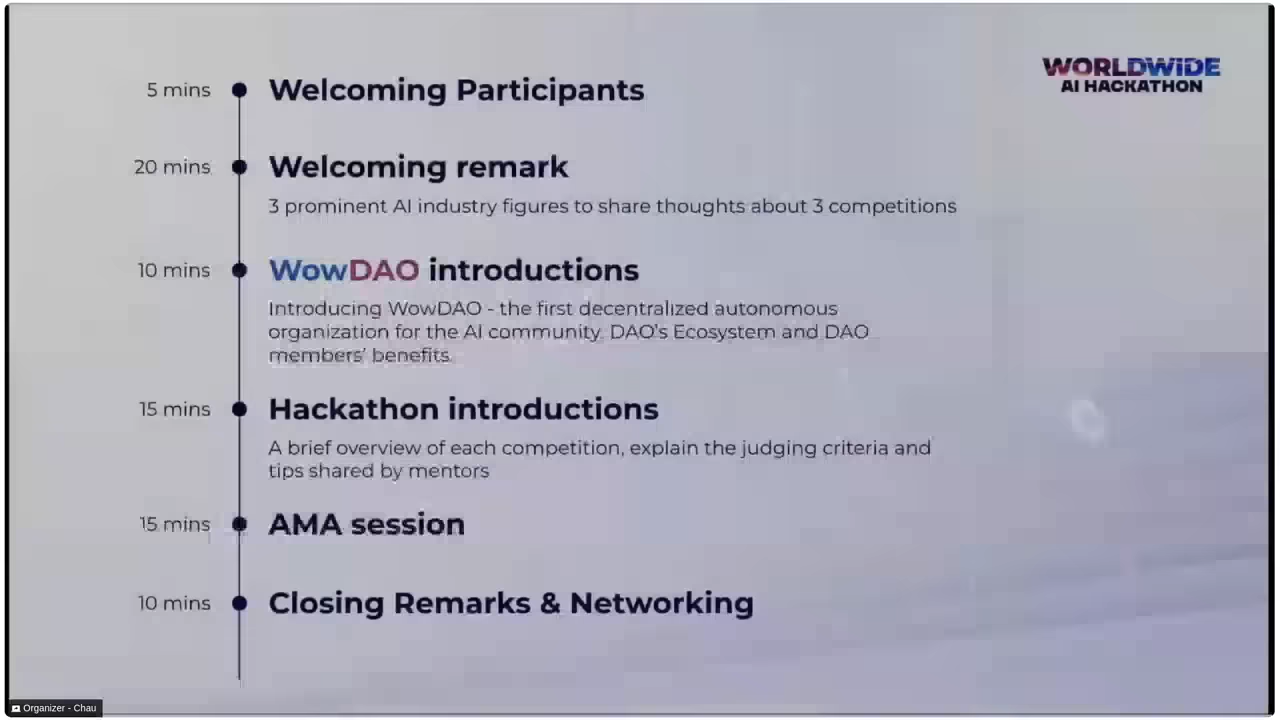 WORLDWIDE
AI HACKATHON
5 mins Welcoming Participants
20 mins Welcoming remark
3 prominent AI industry figures to share thoughts about 3 competitions
10 mins WowDAO introductions
Introducing WowDAO - the first decentralized autonomous
organization for the AI community, DAO's Ecosystem and DAO
members' benefits.
15 mins Hackathon introductions
A brief overview of each competition, explain the judging criteria and
tips shared by mentors
15 mins AMA session
10 mins Closing Remarks & Networking
Organizer - Chau